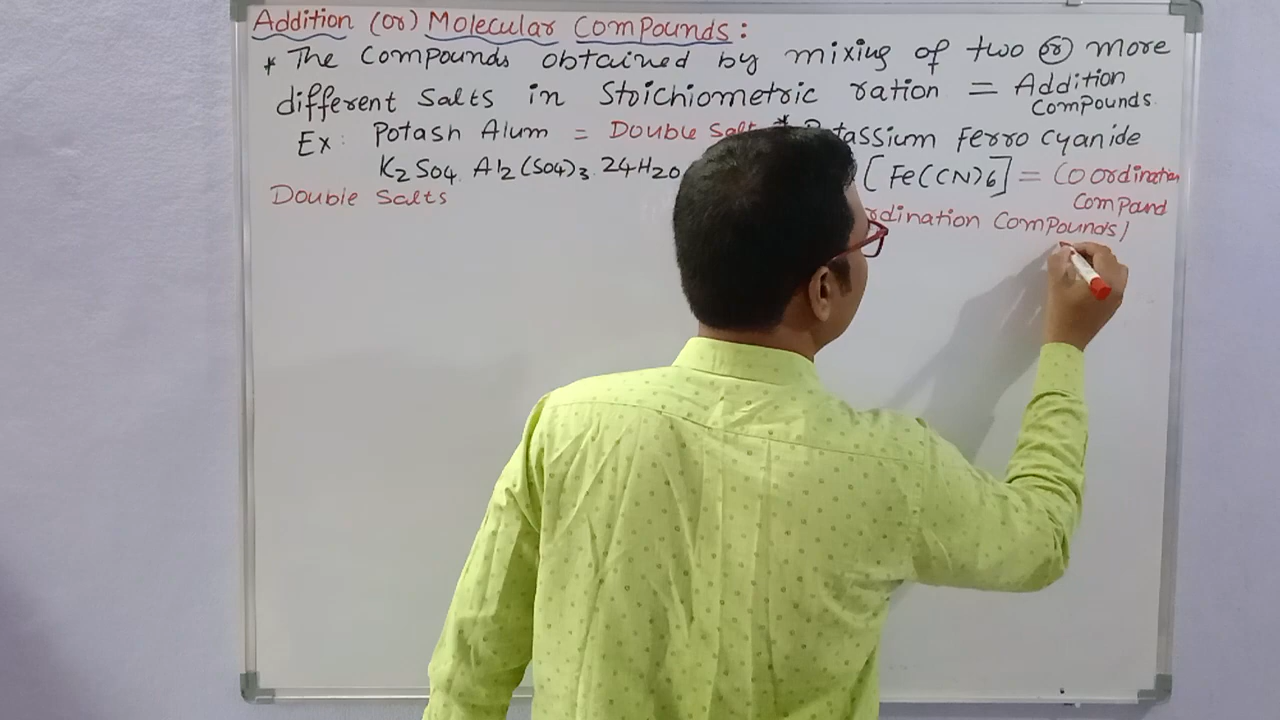 Addition (or) Molecular Compounds:
* The Compounds obtained by mixing of two or more
different Salts in Stoichiometric ration = Addition compounds.
Ex: Potash Alum = Double Salt * Potassium Ferro cyanide
K2SO4. Al2(SO4)3. 24H2O [Fe(CN)6] = Coordination Compand
Double Salts
Compounds)